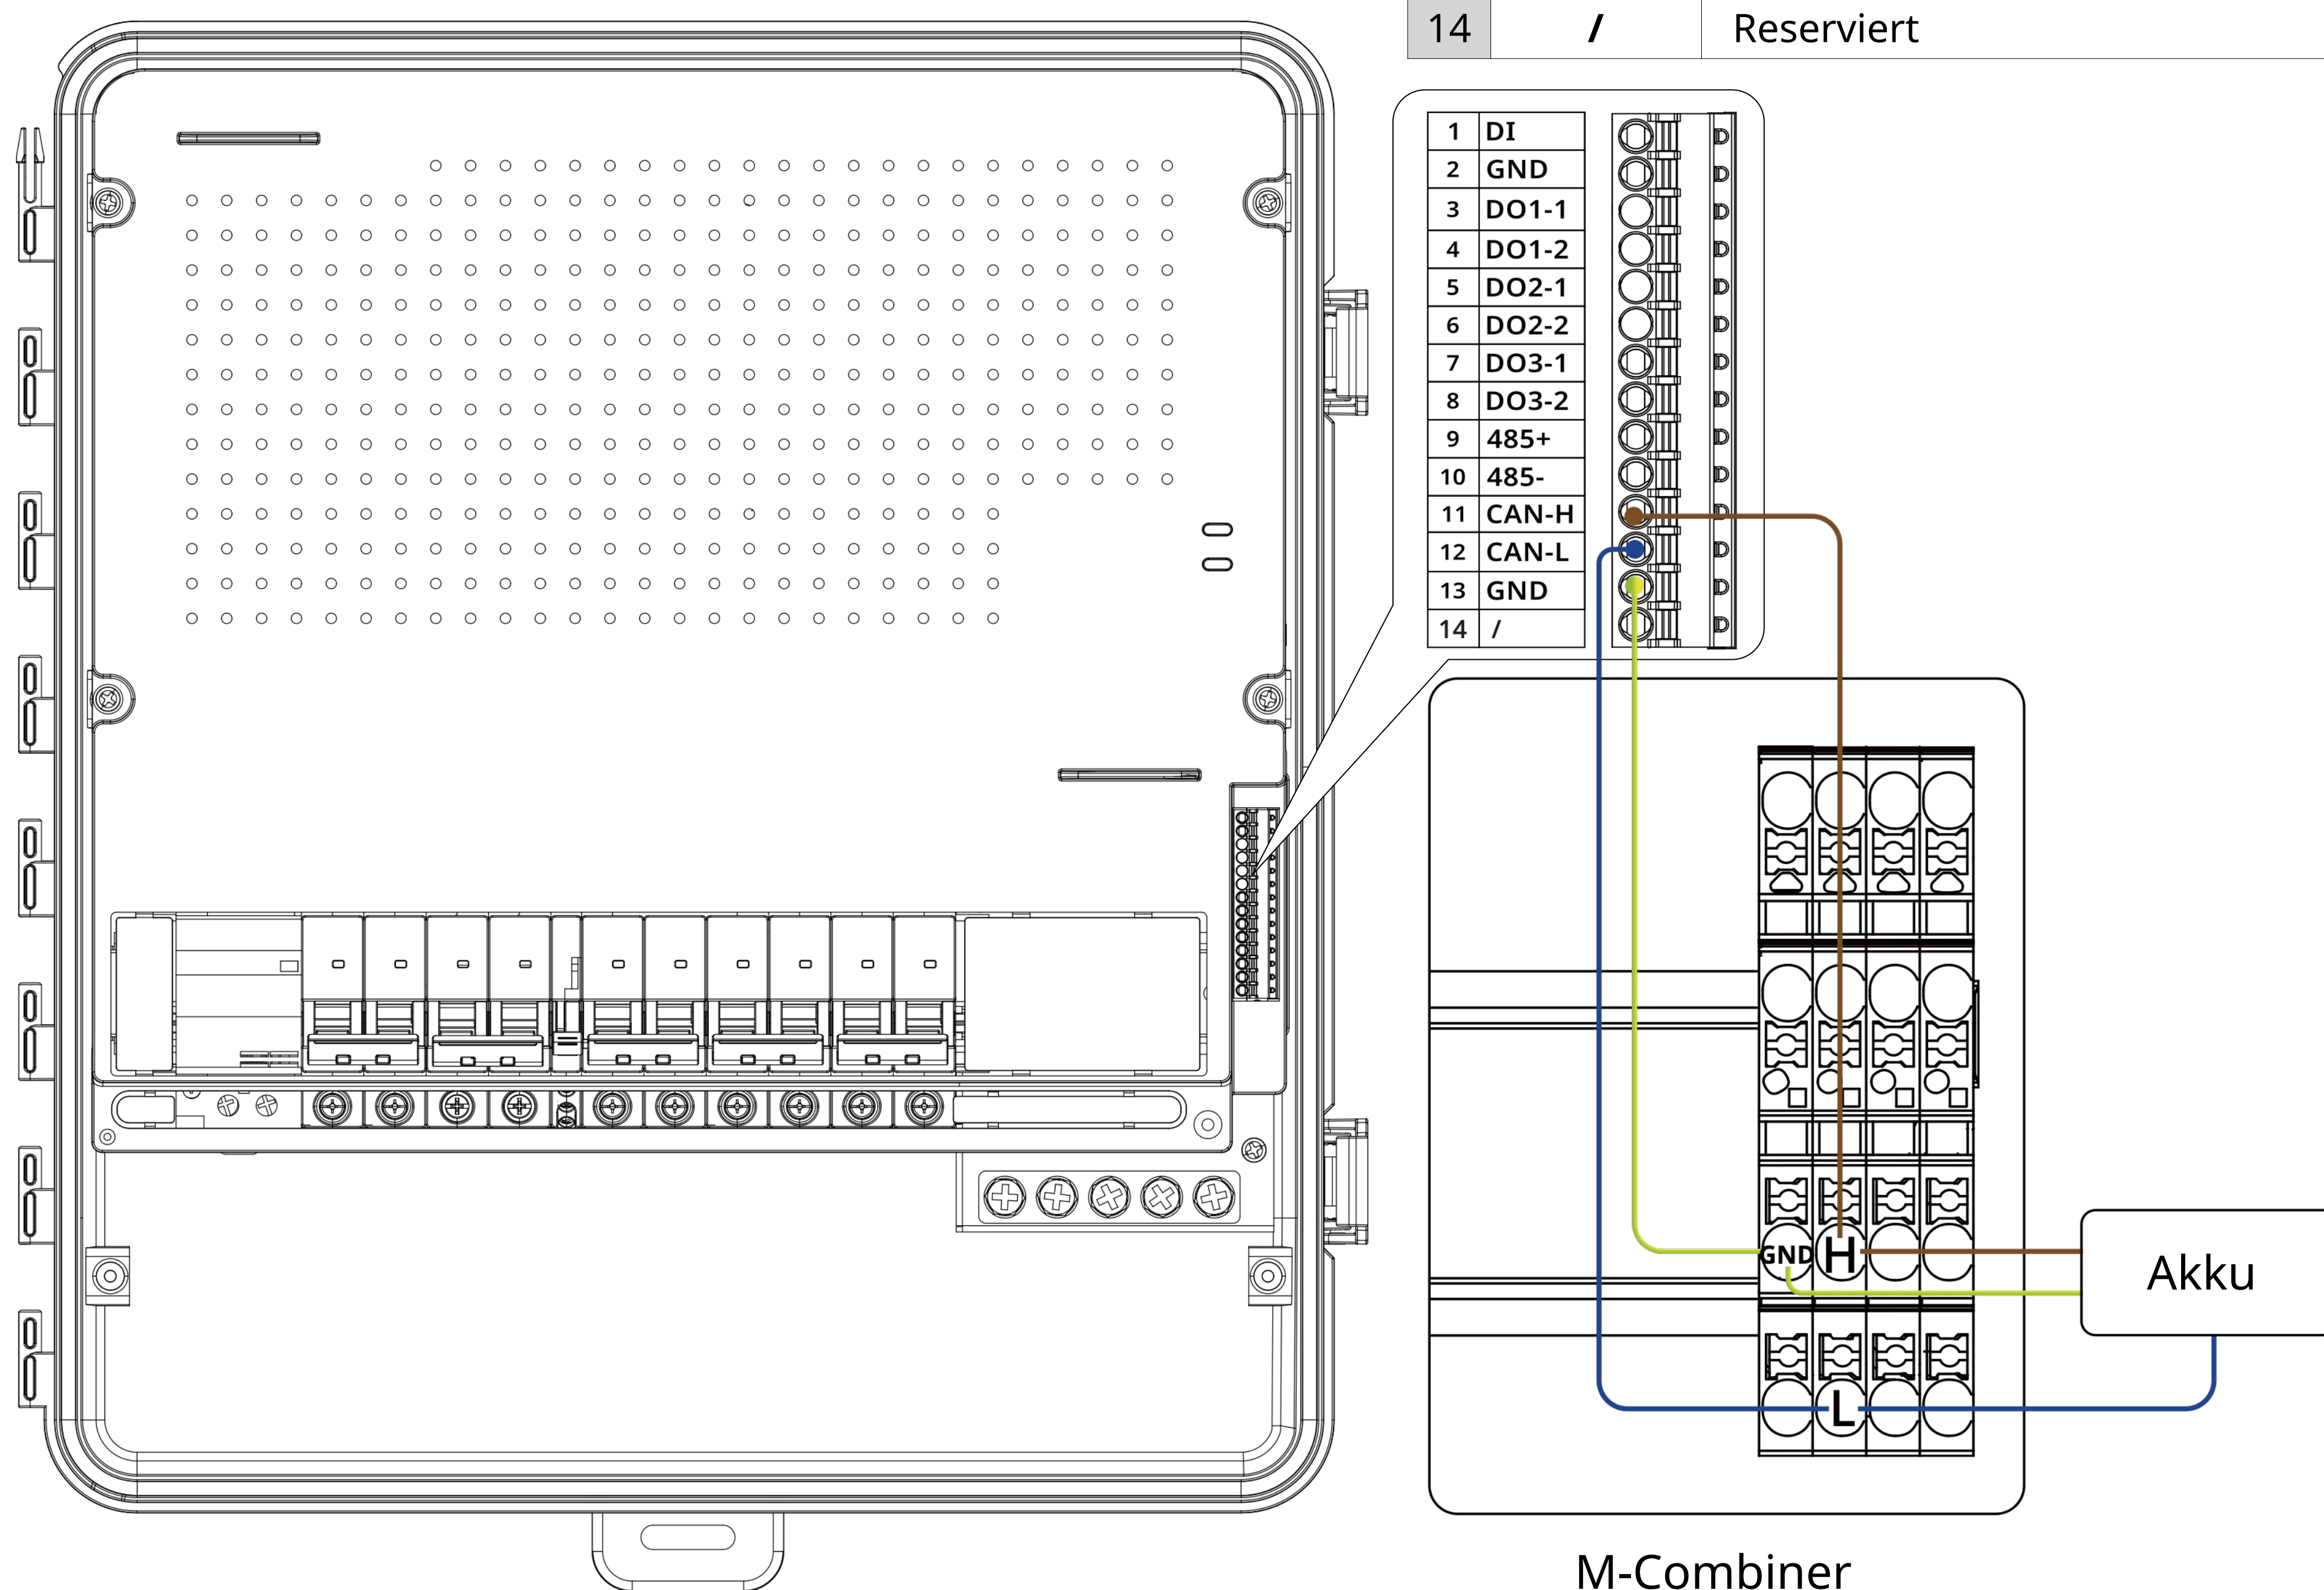 14 / Reserviert
1 DI
2 GND
3 DO1-1
4 DO1-2
5 DO2-1
6 DO2-2
7 DO3-1
8 DO3-2
9 485+
10 485-
11 CAN-H
12 CAN-L
13 GND
14 /
GND H
Akku
L
M-Combiner